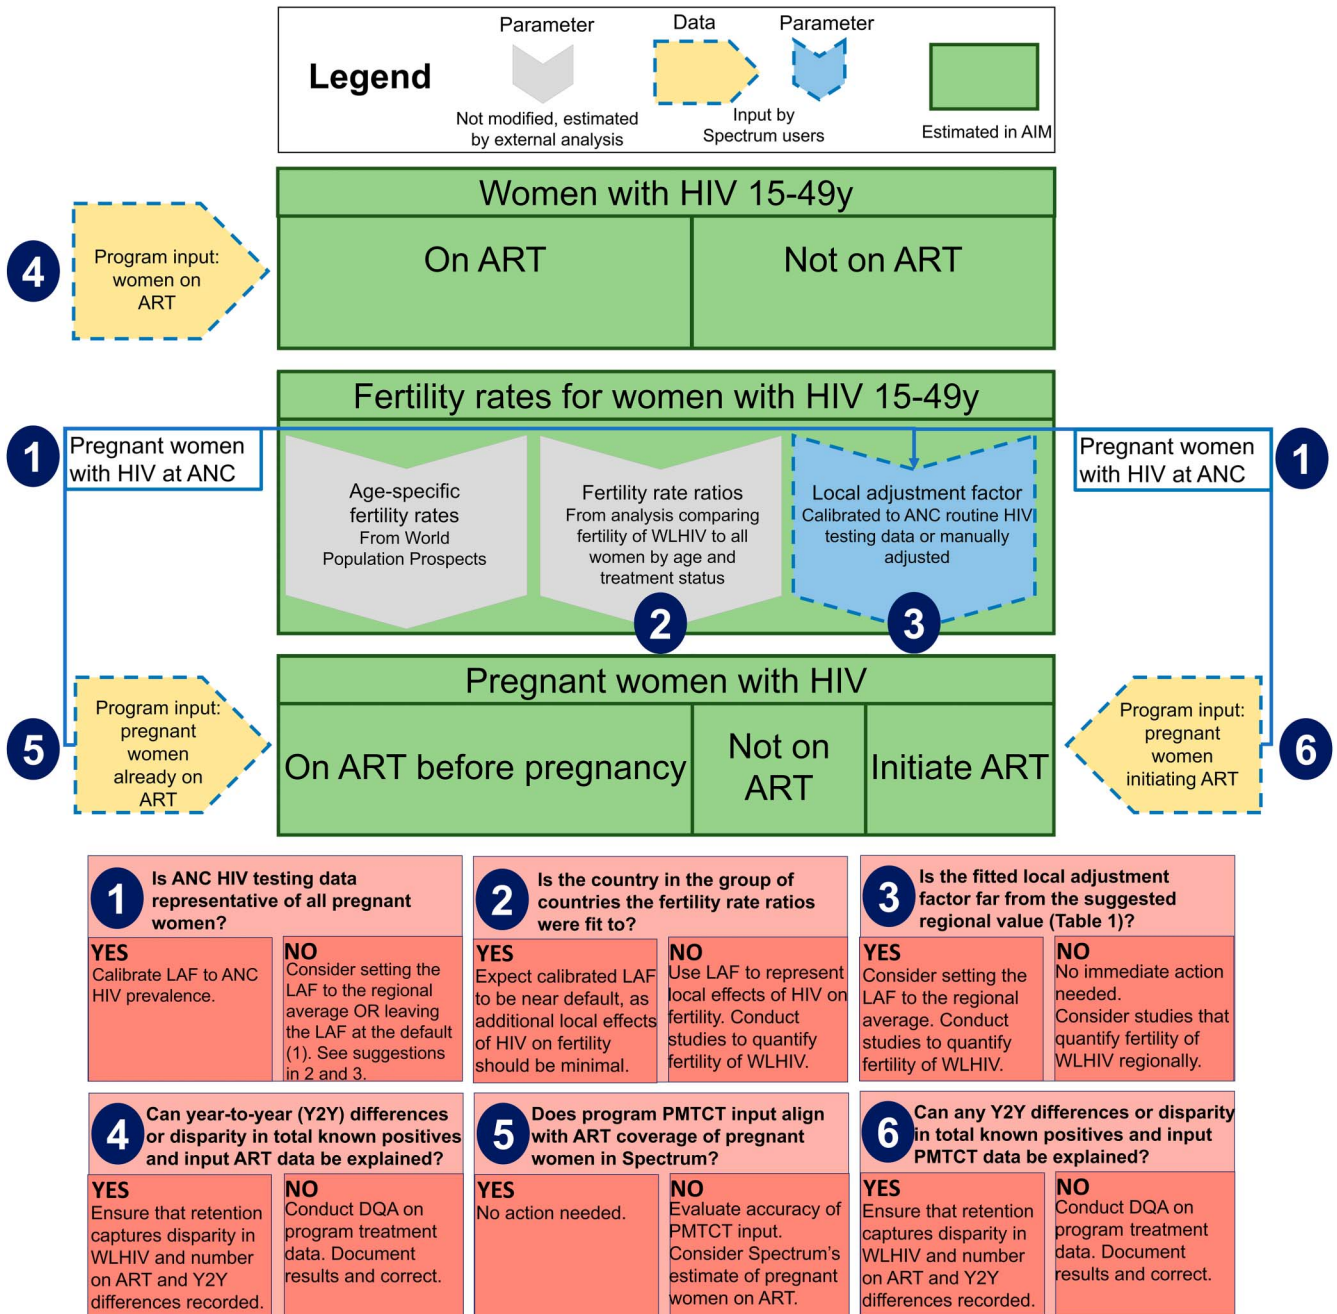 Legend
Parameter
Data
Parameter
Not modified, estimated
by external analysis
Input by
Spectrum users
Estimated in AIM
Women with HIV 15-49y
On ART
Not on ART
4
Program input:
women on
ART
Fertility rates for women with HIV 15-49y
1
Pregnant women
with HIV at ANC
Age-specific
fertility rates
From World
Population Prospects
Fertility rate ratios
From analysis comparing
fertility of WLHIV to all
women by age and
treatment status
2
Local adjustment factor
Calibrated to ANC routine HIV
testing data or manually
adjusted
3
Pregnant women
with HIV at ANC
1
Pregnant women with HIV
5
Program input:
pregnant
women
already on
ART
On ART before pregnancy
Not on
ART
Initiate ART
Program input:
pregnant
women
initiating ART
6
1
Is ANC HIV testing data
representative of all pregnant
women?
YES
Calibrate LAF to ANC
HIV prevalence.
NO
Consider setting the
LAF to the regional
average OR leaving
the LAF at the default
(1). See suggestions
in 2 and 3.
2
Is the country in the group of
countries the fertility rate ratios
were fit to?
YES
Expect calibrated LAF
to be near default, as
additional local effects
of HIV on fertility
should be minimal.
NO
Use LAF to represent
local effects of HIV on
fertility. Conduct
studies to quantify
fertility of WLHIV.
3
Is the fitted local adjustment
factor far from the suggested
regional value (Table 1)?
YES
Consider setting the
LAF to the regional
average. Conduct
studies to quantify
fertility of WLHIV.
NO
No immediate action
needed.
Consider studies that
quantify fertility of
WLHIV regionally.
4
Can year-to-year (Y2Y) differences
or disparity in total known positives
and input ART data be explained?
YES
Ensure that retention
captures disparity in
WLHIV and number
on ART and Y2Y
differences recorded.
NO
Conduct DQA on
program treatment
data. Document
results and correct.
5
Does program PMTCT input align
with ART coverage of pregnant
women in Spectrum?
YES
No action needed.
NO
Evaluate accuracy of
PMTCT input.
Consider Spectrum's
estimate of pregnant
women on ART.
6
Can any Y2Y differences or disparity
in total known positives and input
PMTCT data be explained?
YES
Ensure that retention
captures disparity in
WLHIV and number
on ART and Y2Y
differences recorded.
NO
Conduct DQA on
program treatment
data. Document
results and correct.